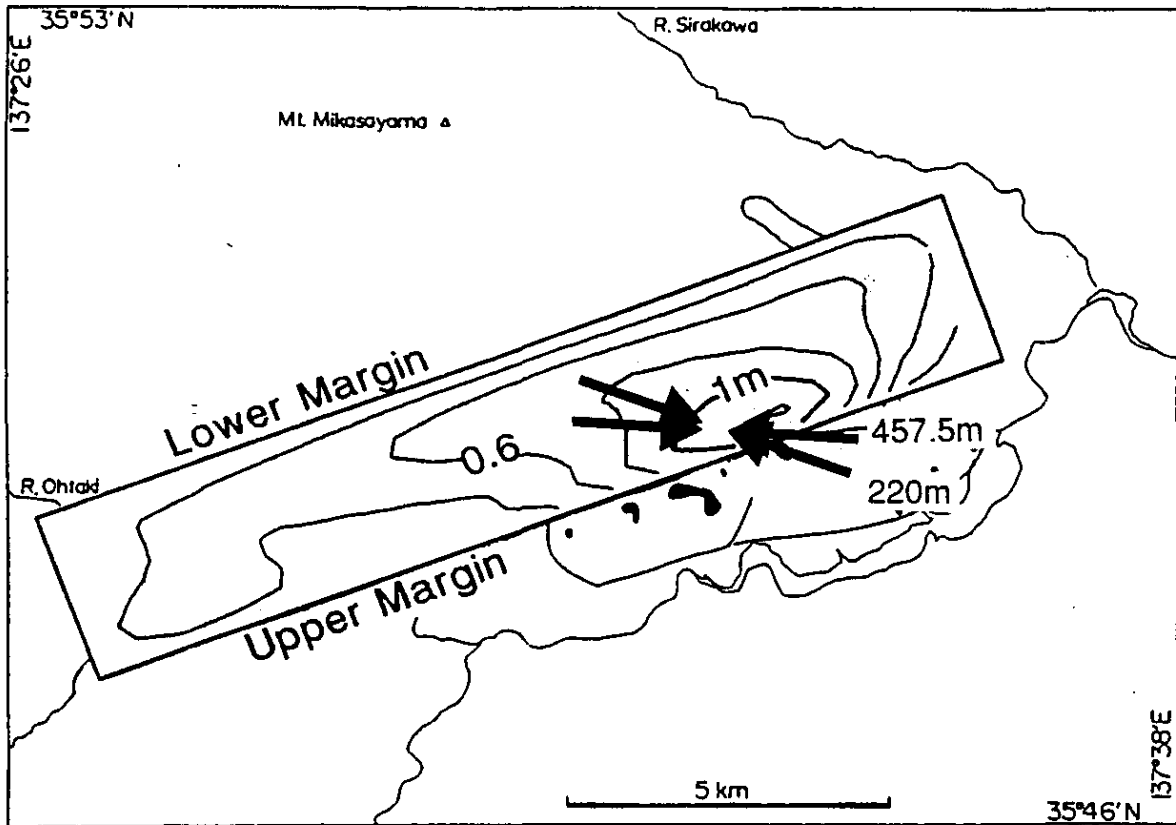 35°53'N
137°26'E
R. Sirakawa
Mt. Mikasayama
Lower Margin
1m
0.6
457.5m
220m
R. Ohtaki
Upper Margin
5 km
137°38'E
35°46'N